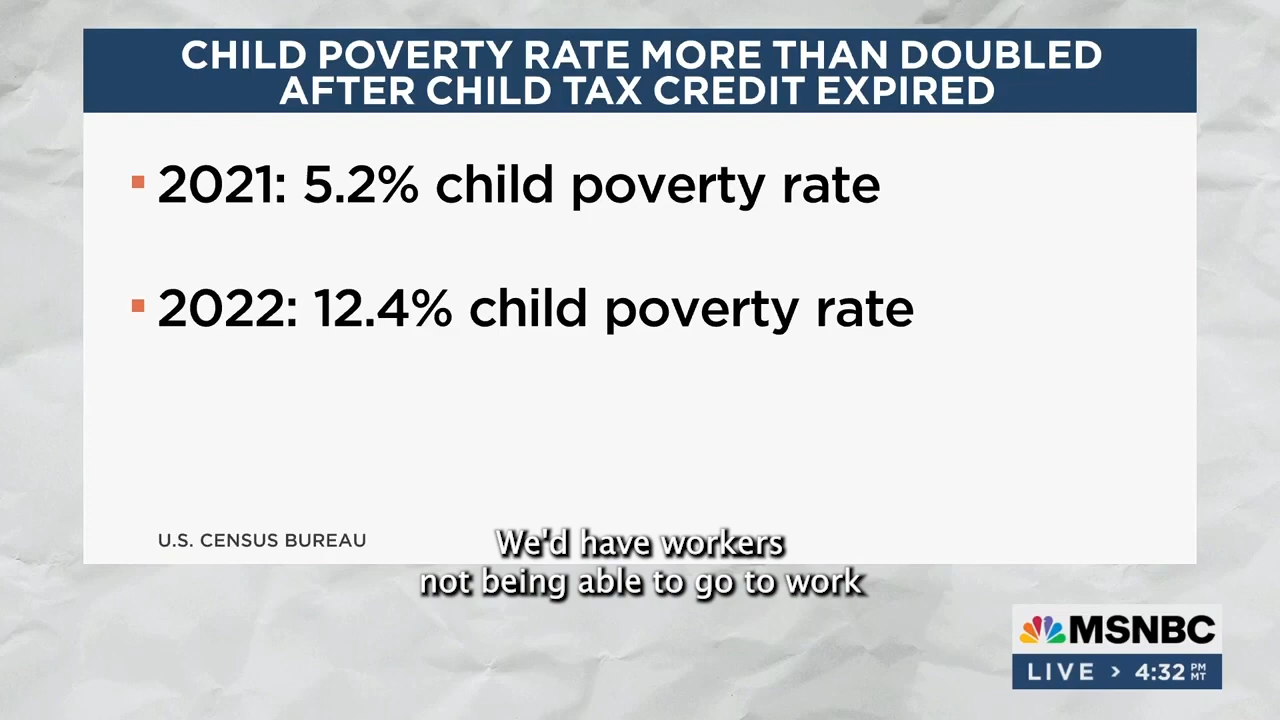 CHILD POVERTY RATE MORE THAN DOUBLED
AFTER CHILD TAX CREDIT EXPIRED
2021: 5.2% child poverty rate
2022: 12.4% child poverty rate
U.S. CENSUS BUREAU
We'd have workers
not being able to go to work
MSNBC
LIVE > 4:32 PM MT